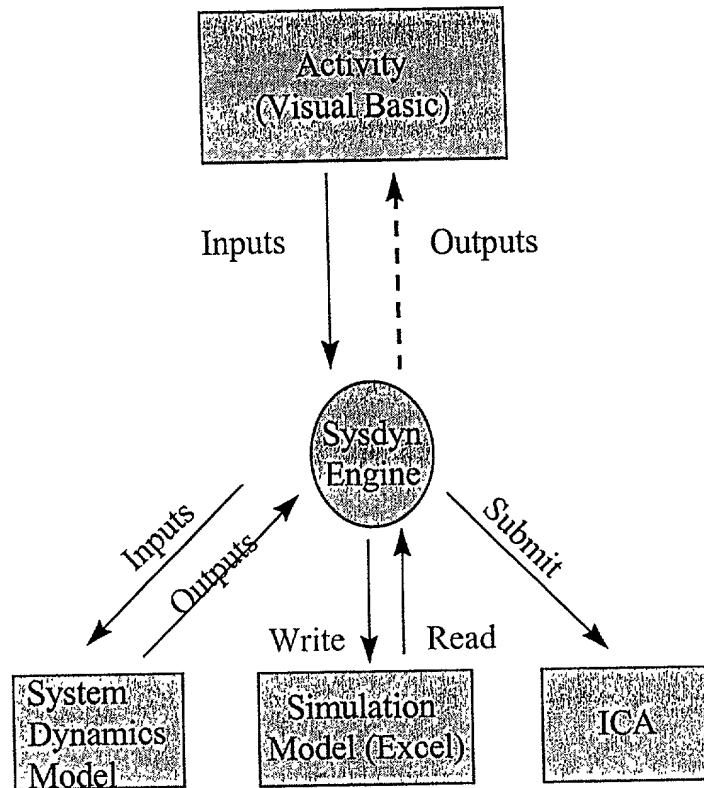 Activity
(Visual Basic)
Inputs
Outputs
Sysdyn
Engine
Inputs
Outputs
Submit
Write
Read
System
Dynamics
Model
Simulation
Model (Excel)
ICA